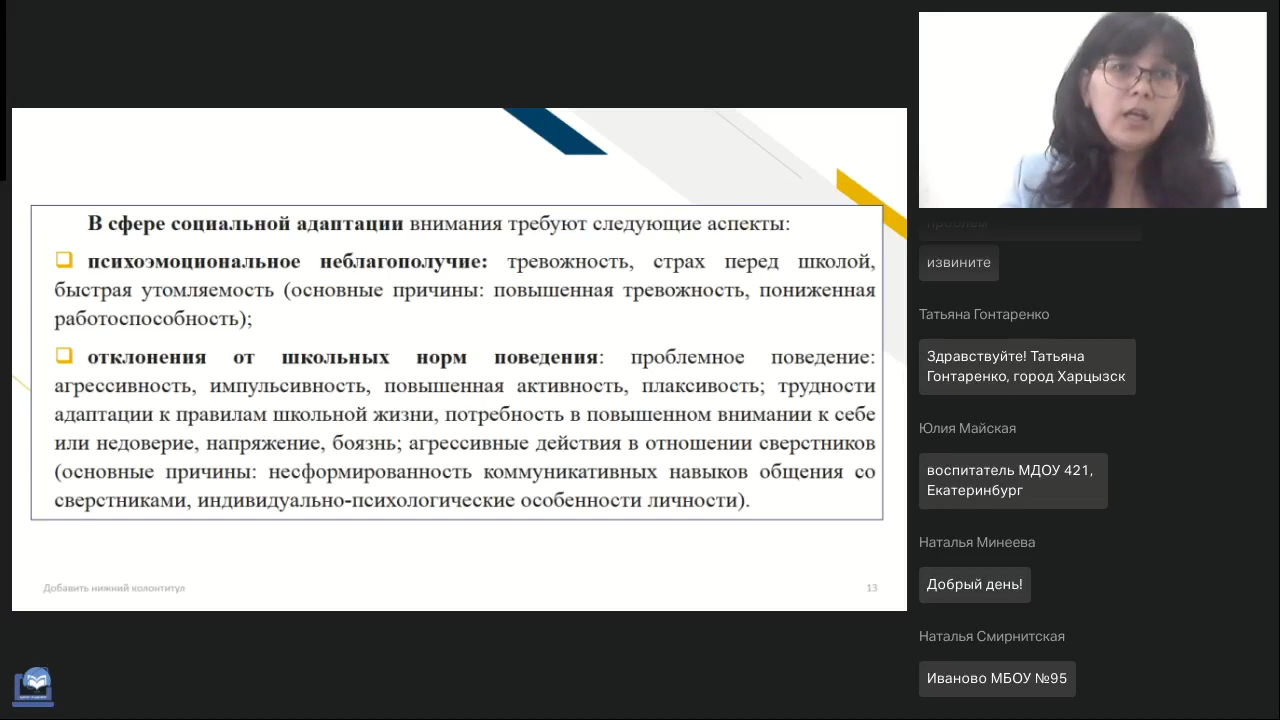 В сфере социальной адаптации внимания требуют следующие аспекты:
психоэмоциональное неблагополучие: тревожность, страх перед школой,
быстрая утомляемость (основные причины: повышенная тревожность, пониженная
работоспособность);
отклонения от школьных норм поведения: проблемное поведение:
агрессивность, импульсивность, повышенная активность, плаксивость; трудности
адаптации к правилам школьной жизни, потребность в повышенном внимании к себе
или недоверие, напряжение, боязнь; агрессивные действия в отношении сверстников
(основные причины: несформированность коммуникативных навыков общения со
сверстниками, индивидуально-психологические особенности личности).
Добавить нижний колонтитул
13
проблем
извините
Татьяна Гонтаренко
Здравствуйте! Татьяна
Гонтаренко, город Харцызск
Юлия Майская
воспитатель МДОУ 421,
Екатеринбург
Наталья Минеева
Добрый день!
Наталья Смирнитская
Иваново МБОУ №95